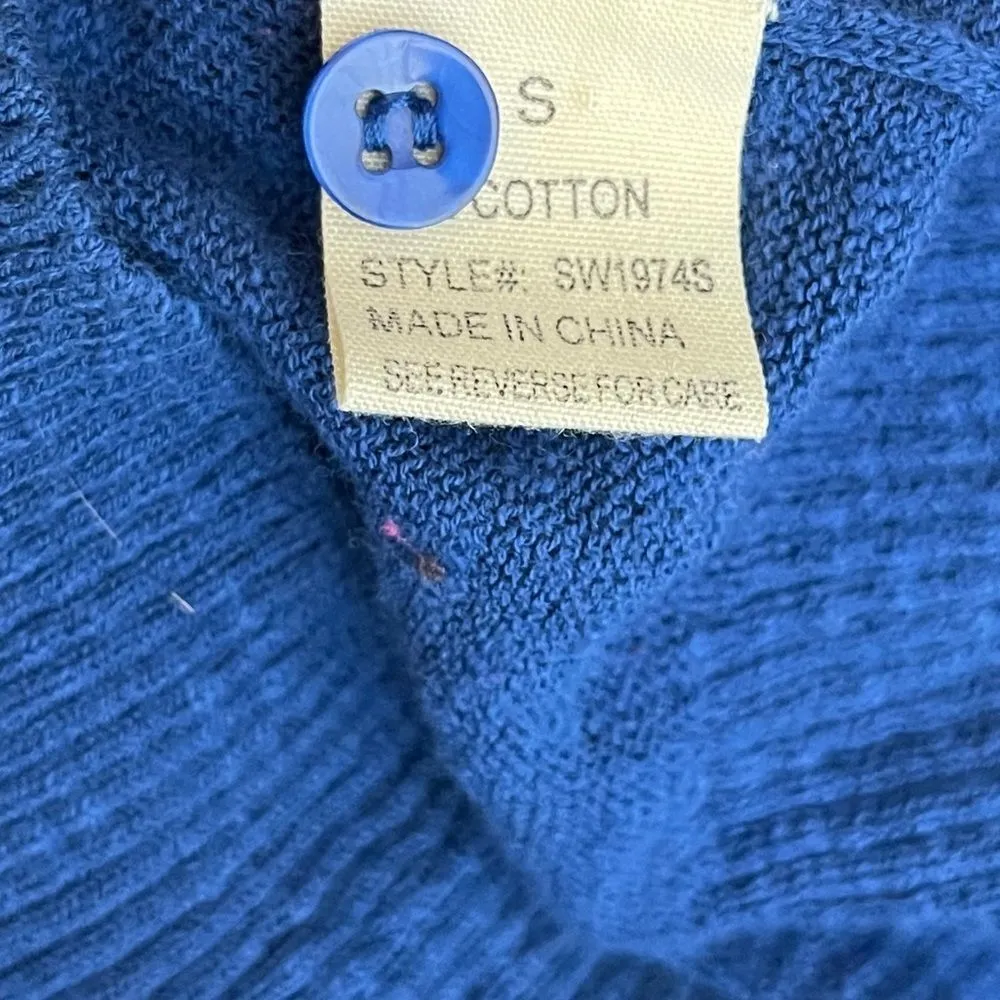 S
COTTON
STYLE#: SW1974S
MADE IN CHINA
SEE REVERSE FOR CARE